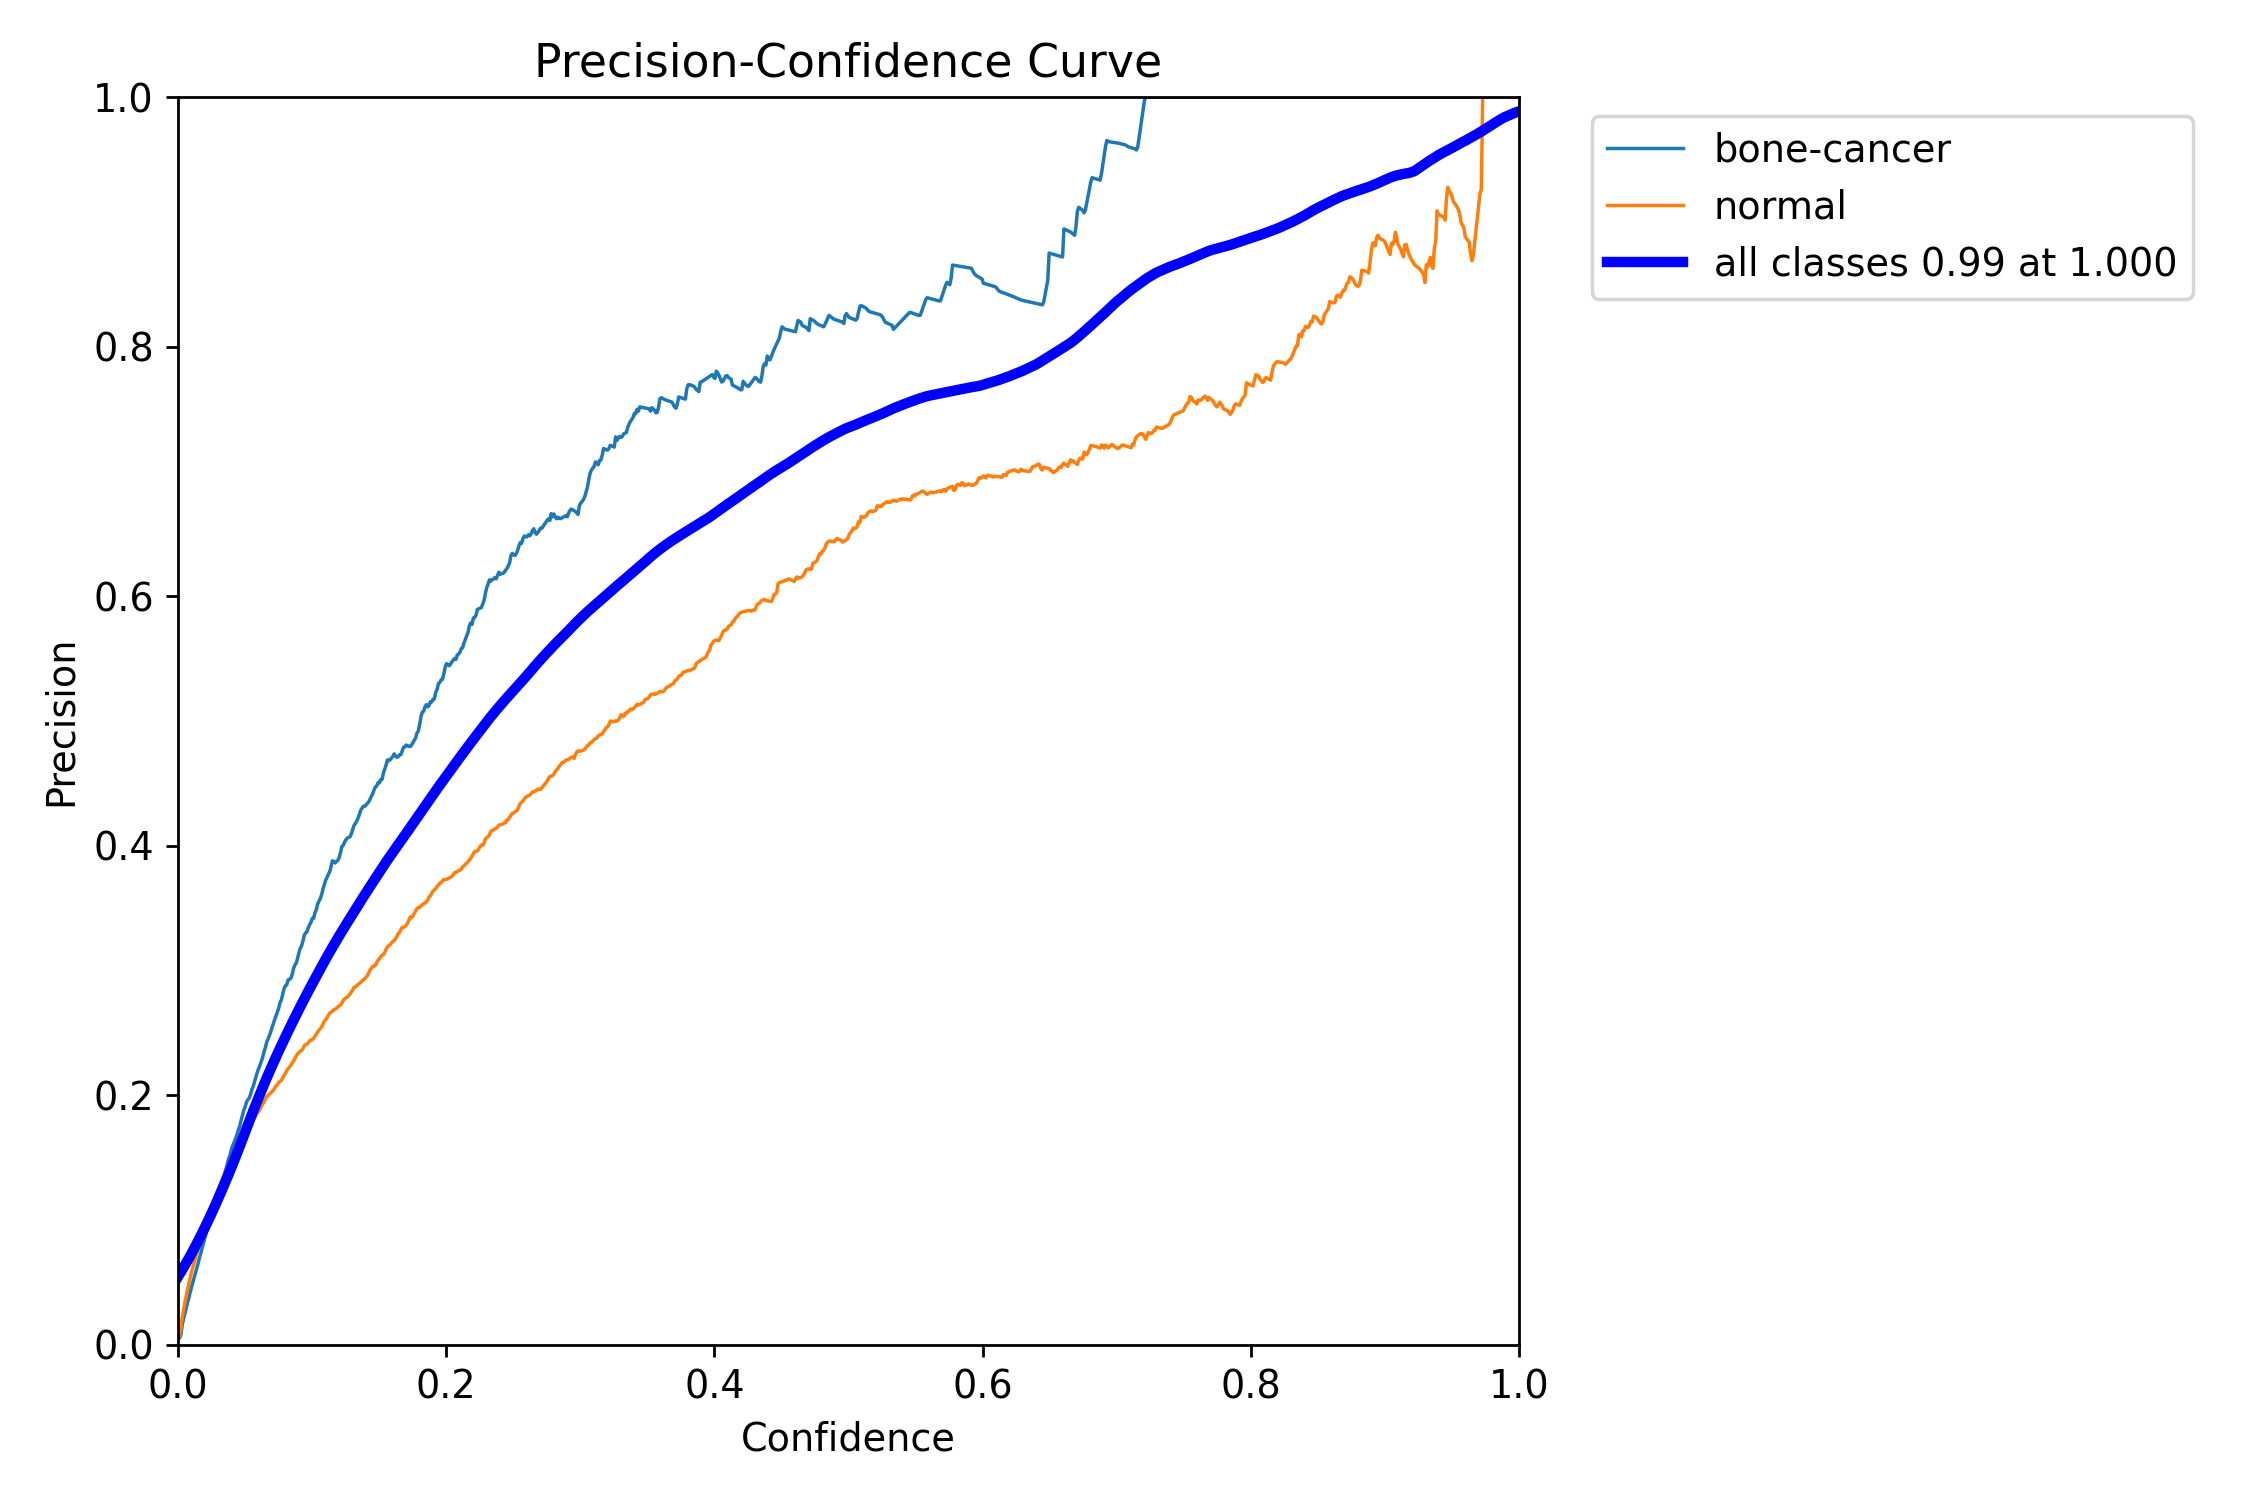 Precision-Confidence Curve
1.0
0.8
0.6
0.4
0.2
0.0
Precision
0.0 0.2 0.4 0.6 0.8 1.0
Confidence
bone-cancer
normal
all classes 0.99 at 1.000